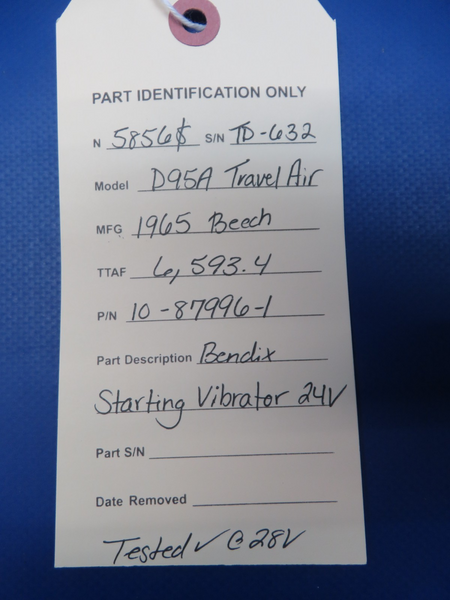 PART IDENTIFICATION ONLY
N 5856S S/N TD-632
Model D95A Travel Air
MFG 1965 Beech
TTAF 6,593.4
P/N 10-87996-1
Part Description Bendix
Starting Vibrator 24V
Part S/N
Date Removed
Tested ✓ @ 28V